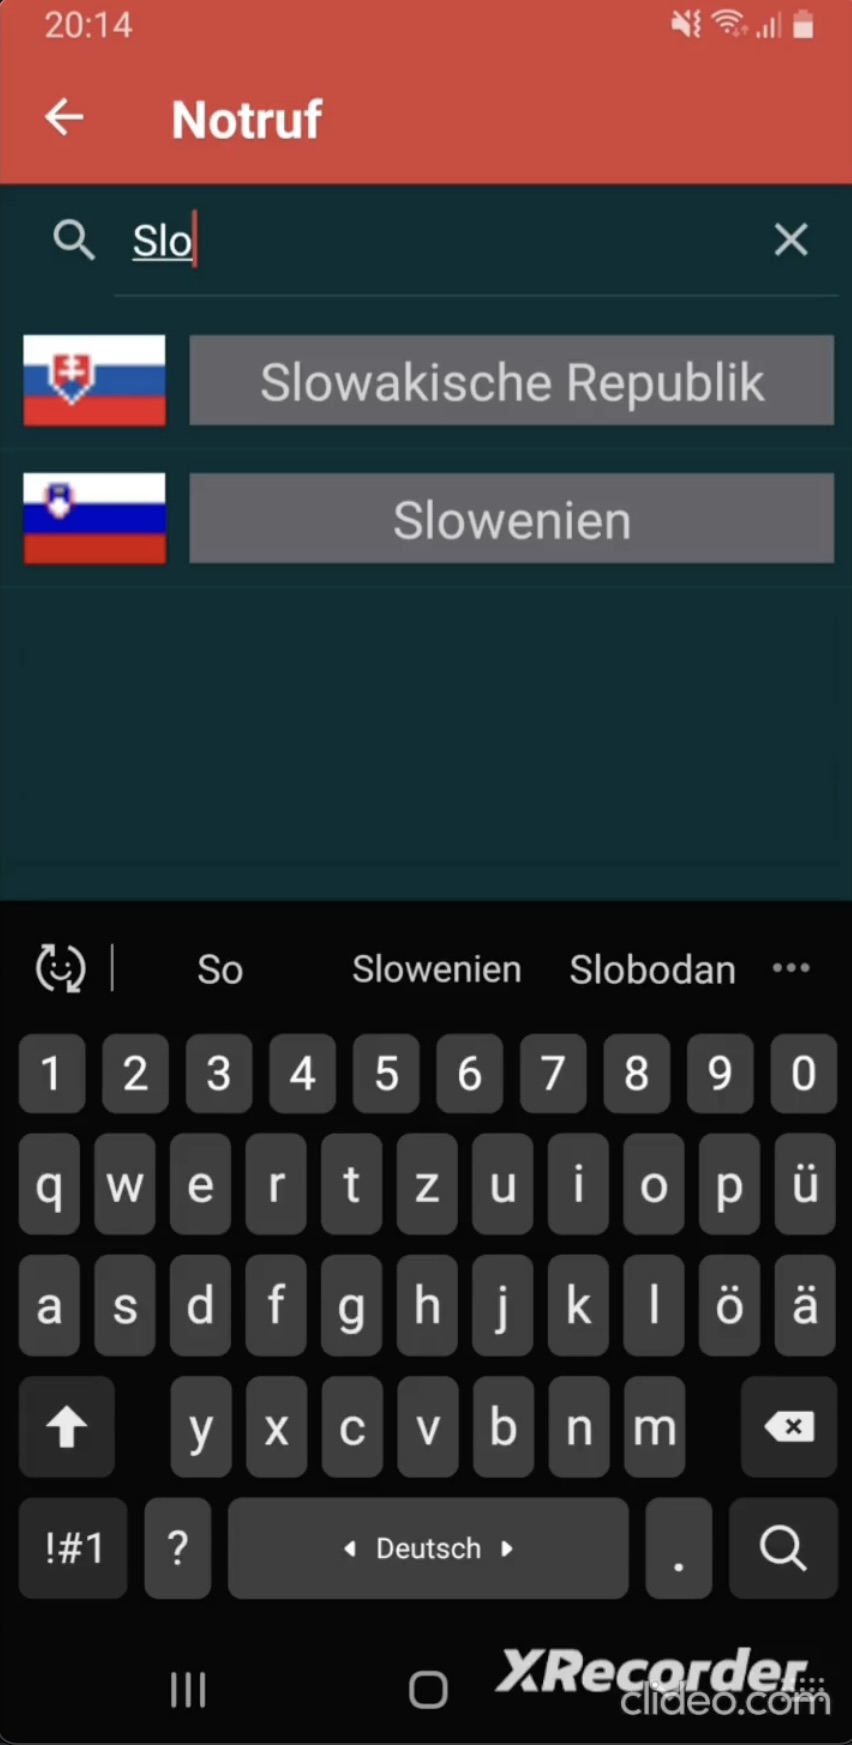 20:14
Notruf
Slo
Slowakische Republik
Slowenien
So Slowenien Slobodan
1 2 3 4 5 6 7 8 9 0
q w e r t z u i o p ü
a s d f g h j k l ö ä
y x c v b n m
!#1 ? Deutsch .
XRecorder
clideo.com